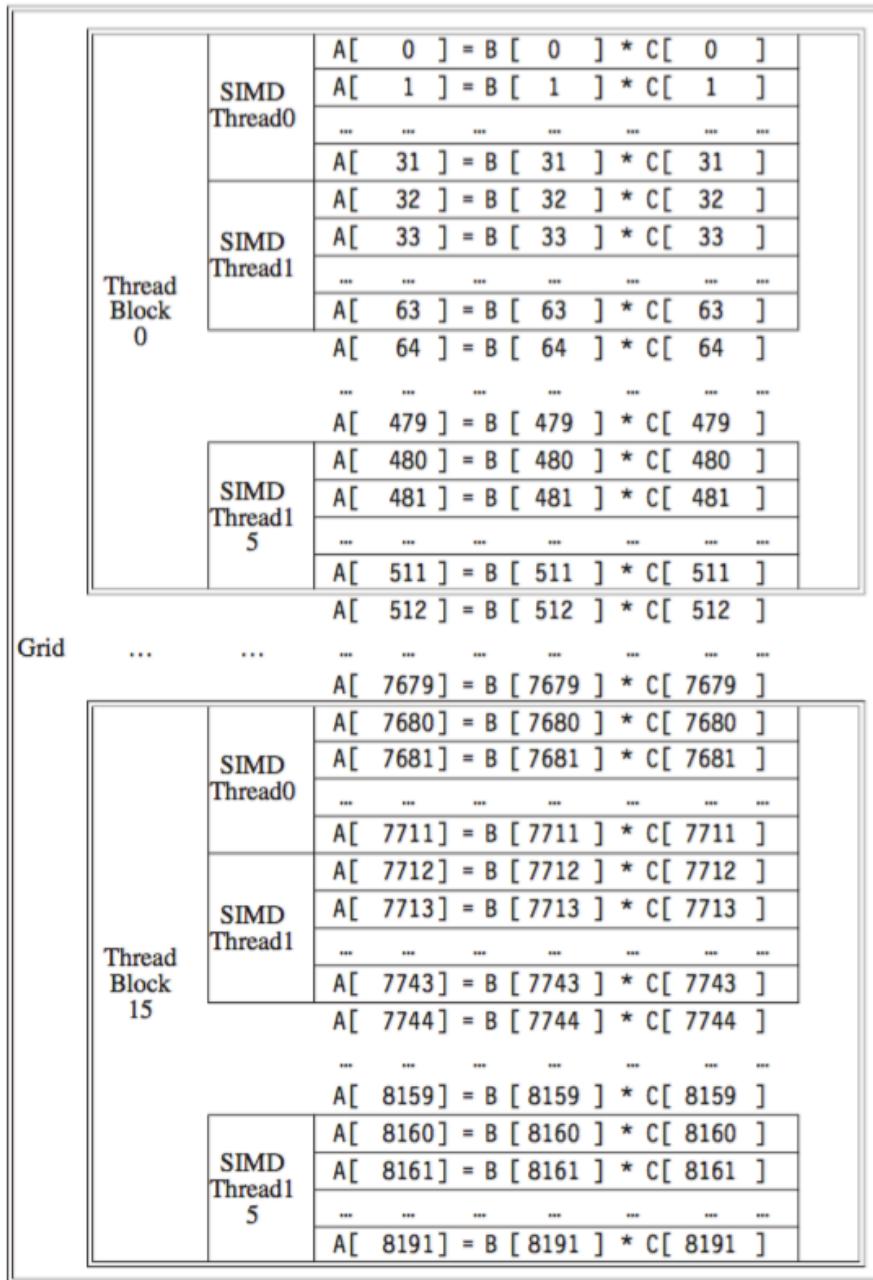 A[ 0 ] = B [ 0 ] * C[ 0 ]
SIMD Thread0
A[ 1 ] = B [ 1 ] * C[ 1 ]
... ... ... ... ... ... ...
A[ 31 ] = B [ 31 ] * C[ 31 ]
A[ 32 ] = B [ 32 ] * C[ 32 ]
SIMD Thread1
A[ 33 ] = B [ 33 ] * C[ 33 ]
... ... ... ... ... ... ...
Thread Block 0
A[ 63 ] = B [ 63 ] * C[ 63 ]
A[ 64 ] = B [ 64 ] * C[ 64 ]
... ... ... ... ... ... ...
A[ 479 ] = B [ 479 ] * C[ 479 ]
A[ 480 ] = B [ 480 ] * C[ 480 ]
SIMD Thread1 5
A[ 481 ] = B [ 481 ] * C[ 481 ]
... ... ... ... ... ... ...
A[ 511 ] = B [ 511 ] * C[ 511 ]
A[ 512 ] = B [ 512 ] * C[ 512 ]
Grid ... ... ... ... ... ... ... ... ...
A[ 7679] = B [ 7679 ] * C[ 7679 ]
A[ 7680] = B [ 7680 ] * C[ 7680 ]
SIMD Thread0
A[ 7681] = B [ 7681 ] * C[ 7681 ]
... ... ... ... ... ... ...
A[ 7711] = B [ 7711 ] * C[ 7711 ]
A[ 7712] = B [ 7712 ] * C[ 7712 ]
SIMD Thread1
A[ 7713] = B [ 7713 ] * C[ 7713 ]
... ... ... ... ... ... ...
Thread Block 15
A[ 7743] = B [ 7743 ] * C[ 7743 ]
A[ 7744] = B [ 7744 ] * C[ 7744 ]
... ... ... ... ... ... ...
A[ 8159] = B [ 8159 ] * C[ 8159 ]
A[ 8160] = B [ 8160 ] * C[ 8160 ]
SIMD Thread1 5
A[ 8161] = B [ 8161 ] * C[ 8161 ]
... ... ... ... ... ... ...
A[ 8191] = B [ 8191 ] * C[ 8191 ]